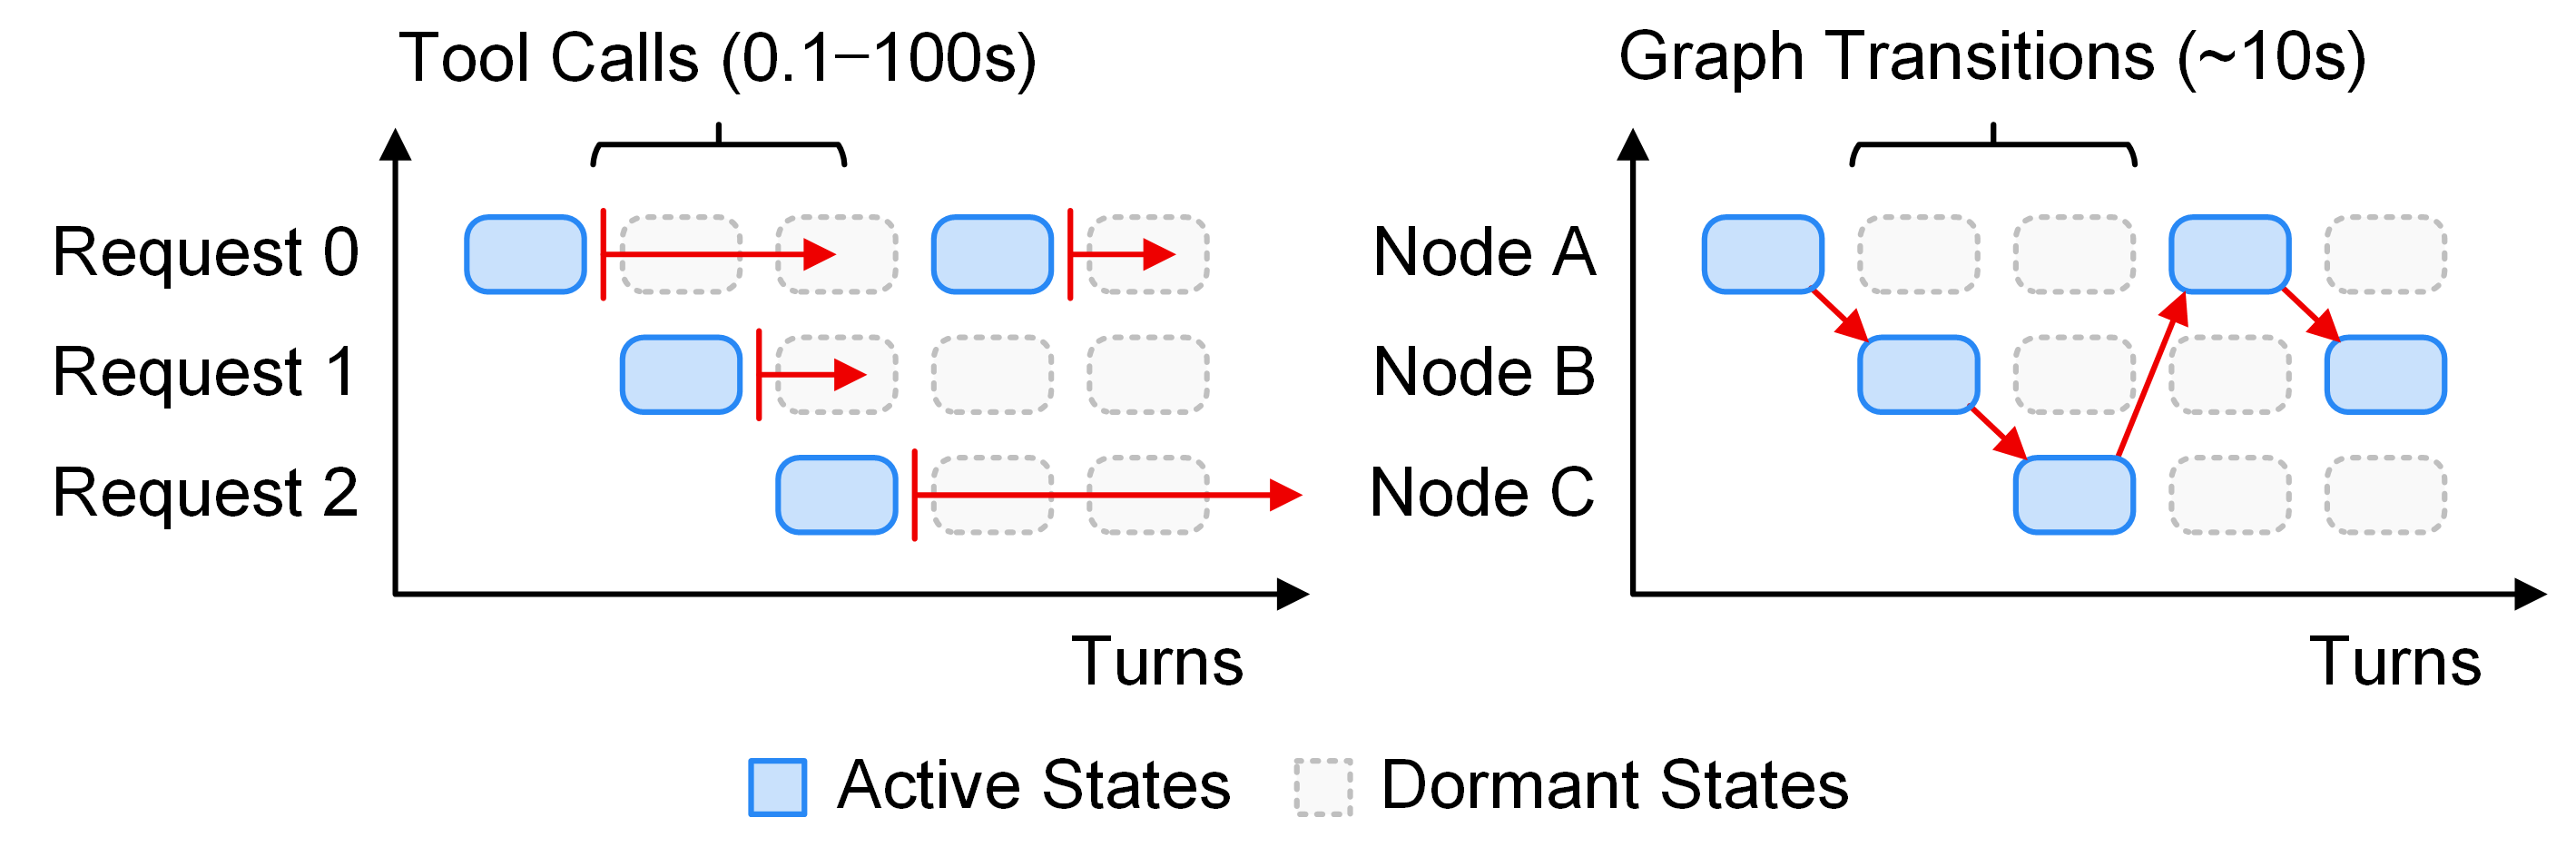 Tool Calls (0.1–100s)
Request 0
Request 1
Request 2
Turns
Graph Transitions (~10s)
Node A
Node B
Node C
Turns
Active States
Dormant States